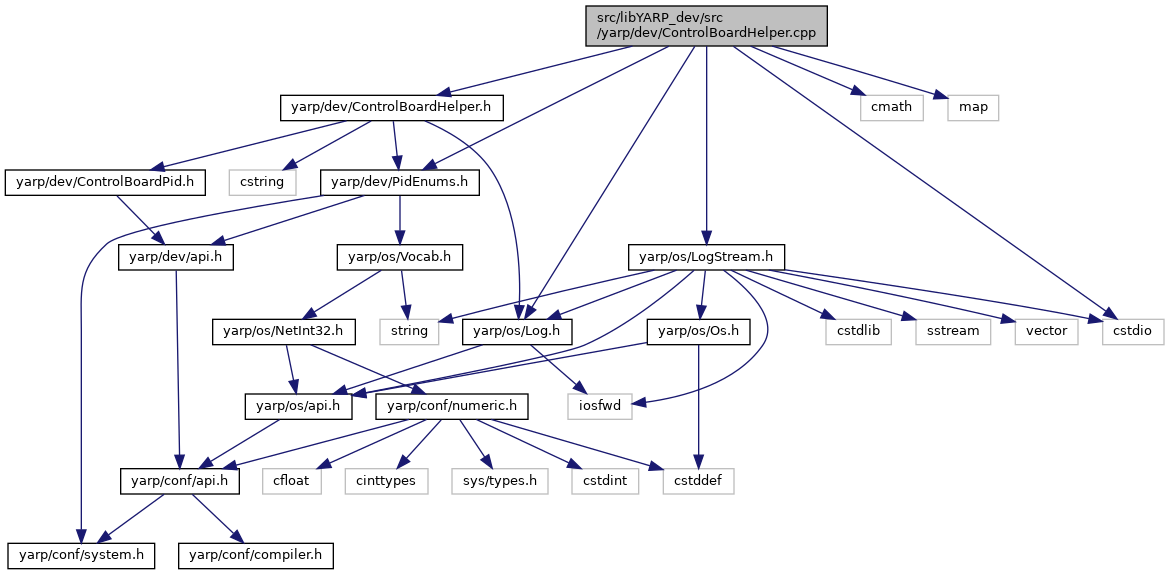 src/libYARP_dev/src
/yarp/dev/ControlBoardHelper.cpp
yarp/dev/ControlBoardHelper.h
cmath
map
yarp/dev/ControlBoardPid.h
cstring
yarp/dev/PidEnums.h
yarp/dev/api.h
yarp/os/Vocab.h
yarp/os/LogStream.h
yarp/os/NetInt32.h
string
yarp/os/Log.h
yarp/os/Os.h
cstdlib
sstream
vector
cstdio
yarp/os/api.h
yarp/conf/numeric.h
iosfwd
yarp/conf/api.h
cfloat
cinttypes
sys/types.h
cstdint
cstddef
yarp/conf/system.h
yarp/conf/compiler.h